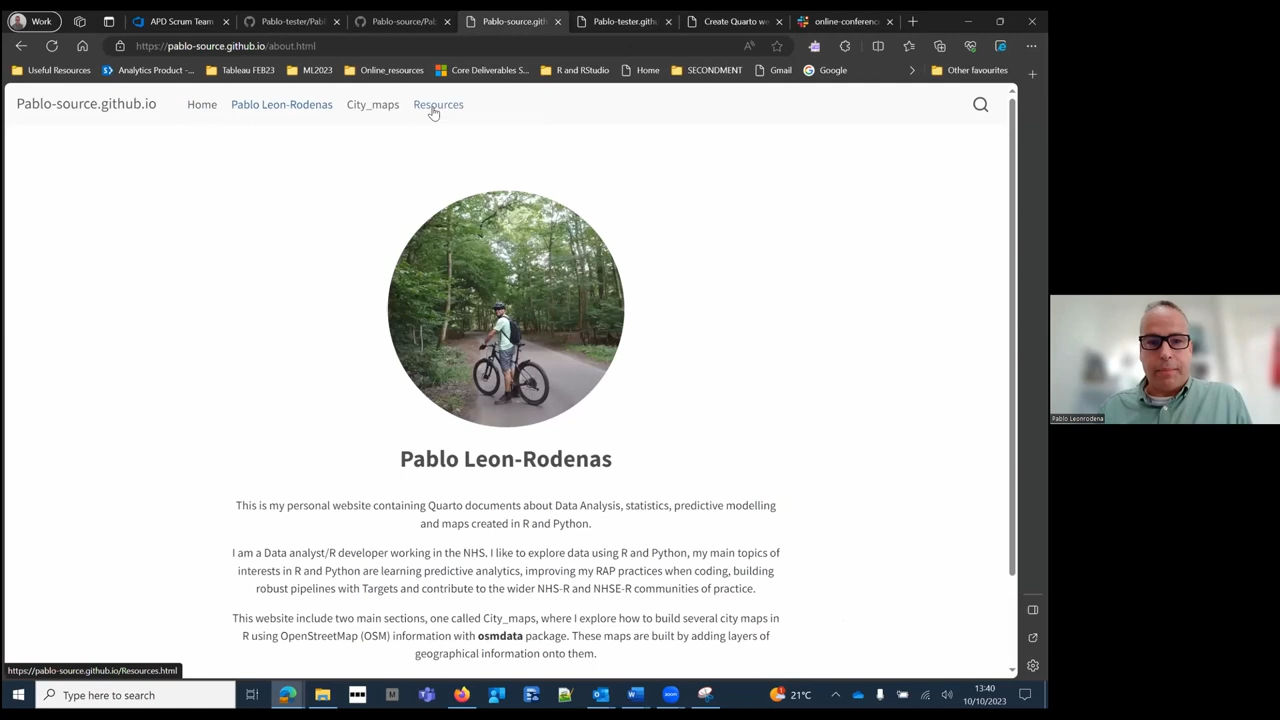 Work
APD Scrum Team
Pablo-tester/Pabl
Pablo-source/Pab
Pablo-source.gith
Pablo-tester.githu
Create Quarto we
online-conferenc
https://pablo-source.github.io/about.html
Useful Resources
Analytics Product -...
Tableau FEB23
ML2023
Online_resources
Core Deliverables S...
R and RStudio
Home
SECONDMENT
Gmail
Google
Other favourites
Pablo-source.github.io
Home
Pablo Leon-Rodenas
City_maps
Resources
Pablo Leon-Rodenas
This is my personal website containing Quarto documents about Data Analysis, statistics, predictive modelling
and maps created in R and Python.
I am a Data analyst/R developer working in the NHS. I like to explore data using R and Python, my main topics of
interests in R and Python are learning predictive analytics, improving my RAP practices when coding, building
robust pipelines with Targets and contribute to the wider NHS-R and NHSE-R communities of practice.
This website include two main sections, one called City_maps, where I explore how to build several city maps in
R using OpenStreetMap (OSM) information with osmdata package. These maps are built by adding layers of
geographical information onto them.
https://pablo-source.github.io/Resources.html
Type here to search
21°C
13:40
10/10/2023
Pablo Leonrodena